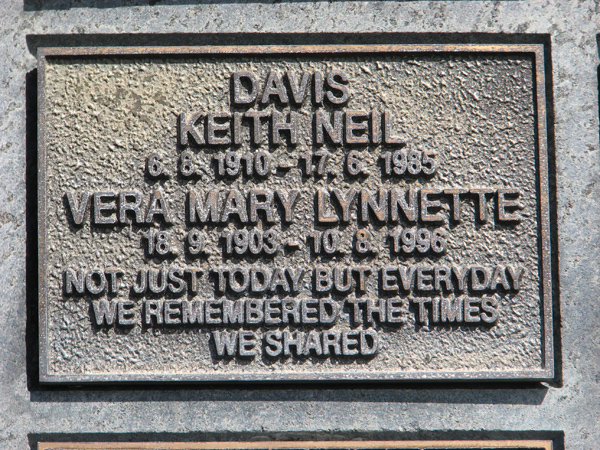 DAVIS
KEITH NEIL
6. 8. 1910 - 17. 6. 1985
VERA MARY LYNNETTE
18. 9. 1903 - 10. 8. 1996
NOT JUST TODAY BUT EVERYDAY
WE REMEMBERED THE TIMES
WE SHARED